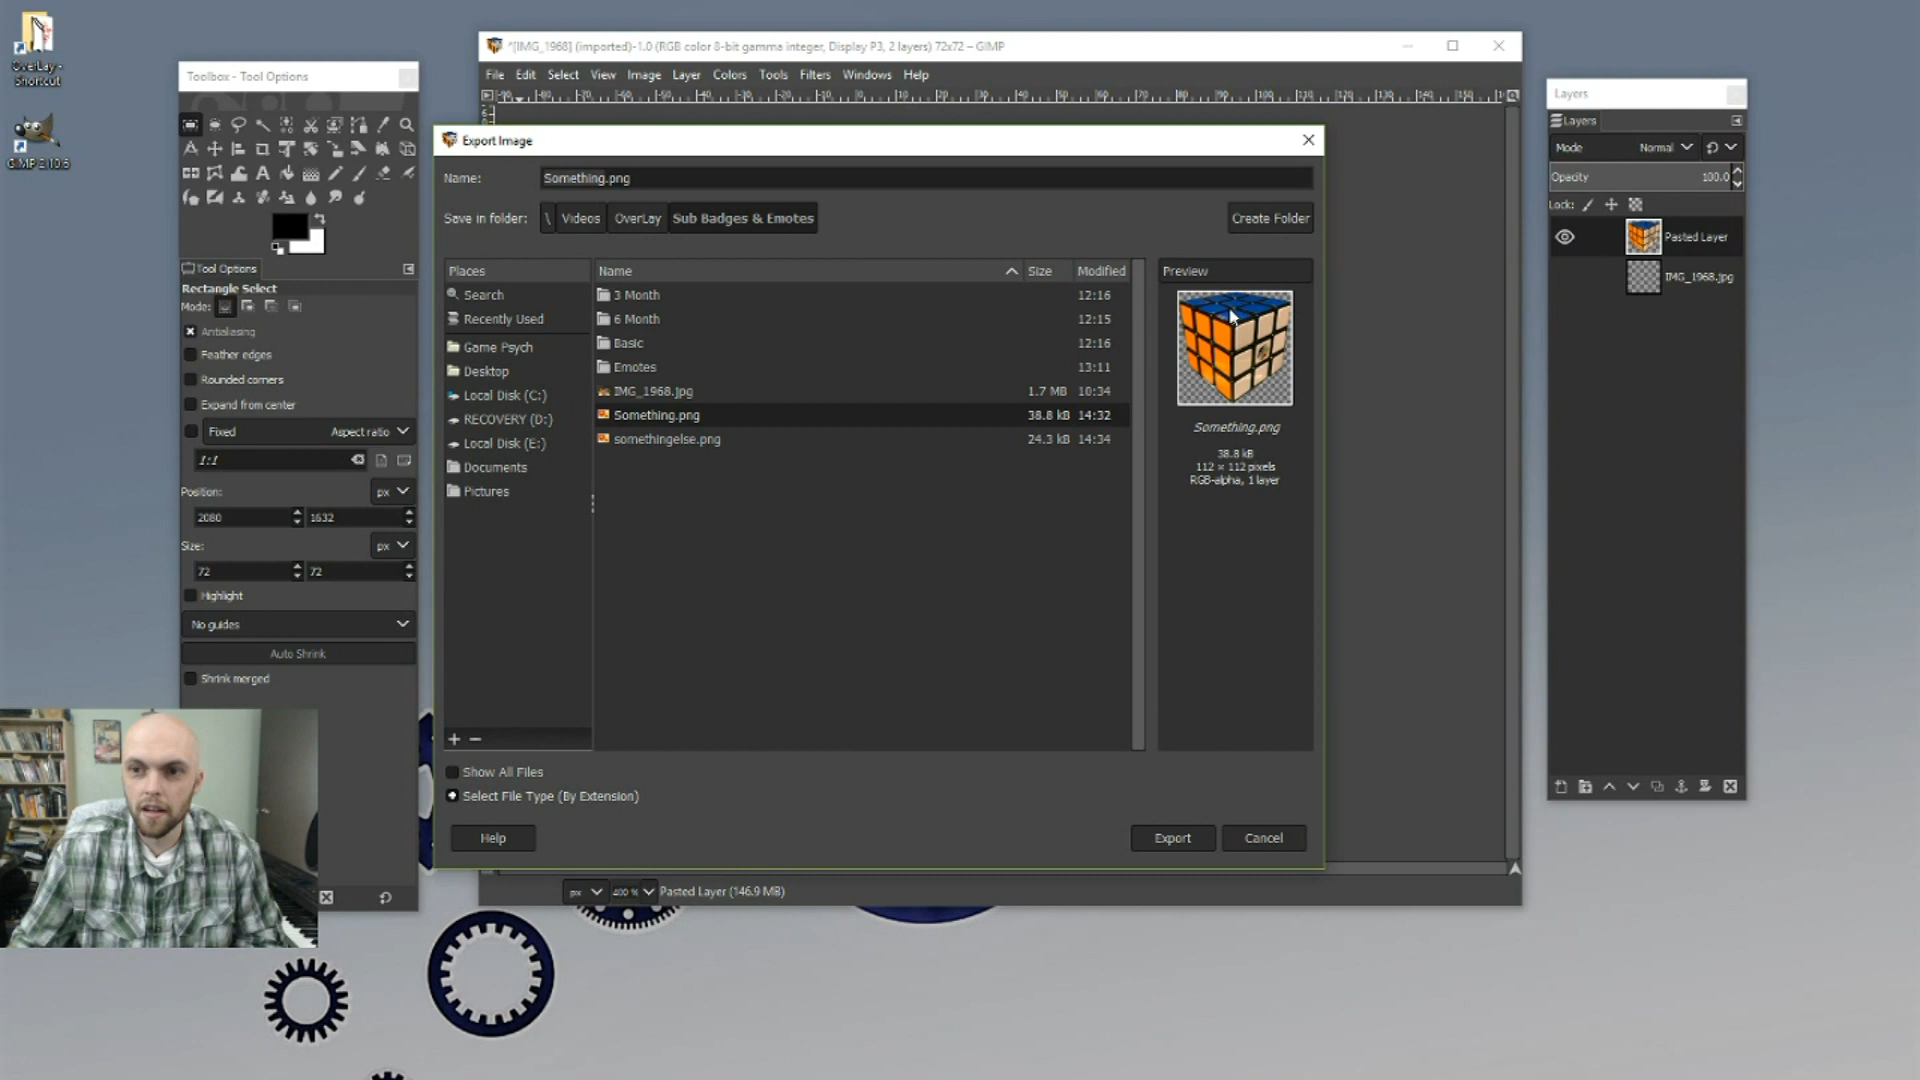 OverLay - Shortcut
GIMP 2.10.6
Toolbox - Tool Options
Tool Options
Rectangle Select
Mode:
Antialiasing
Feather edges
Rounded corners
Expand from center
Fixed Aspect ratio
1:1
Position: px
2080 1632
Size: px
72 72
Highlight
No guides
Auto Shrink
Shrink merged
*[IMG_1968] (imported)-1.0 (RGB color 8-bit gamma integer, Display P3, 2 layers) 72x72 – GIMP
File Edit Select View Image Layer Colors Tools Filters Windows Help
Export Image
Name: Something.png
Save in folder: \ Videos OverLay Sub Badges & Emotes Create Folder
Places
Search
Recently Used
Game Psych
Desktop
Local Disk (C:)
RECOVERY (D:)
Local Disk (E:)
Documents
Pictures
Name Size Modified
3 Month 12:16
6 Month 12:15
Basic 12:16
Emotes 13:11
IMG_1968.jpg 1.7 MB 10:34
Something.png 38.8 kB 14:32
somethingelse.png 24.3 kB 14:34
Preview
Something.png
38.8 kB
112 × 112 pixels
RGB-alpha, 1 layer
Show All Files
Select File Type (By Extension)
Help Export Cancel
px 400 % Pasted Layer (146.9 MB)
Layers
Layers
Mode Normal
Opacity 100.0
Lock:
Pasted Layer
IMG_1968.jpg